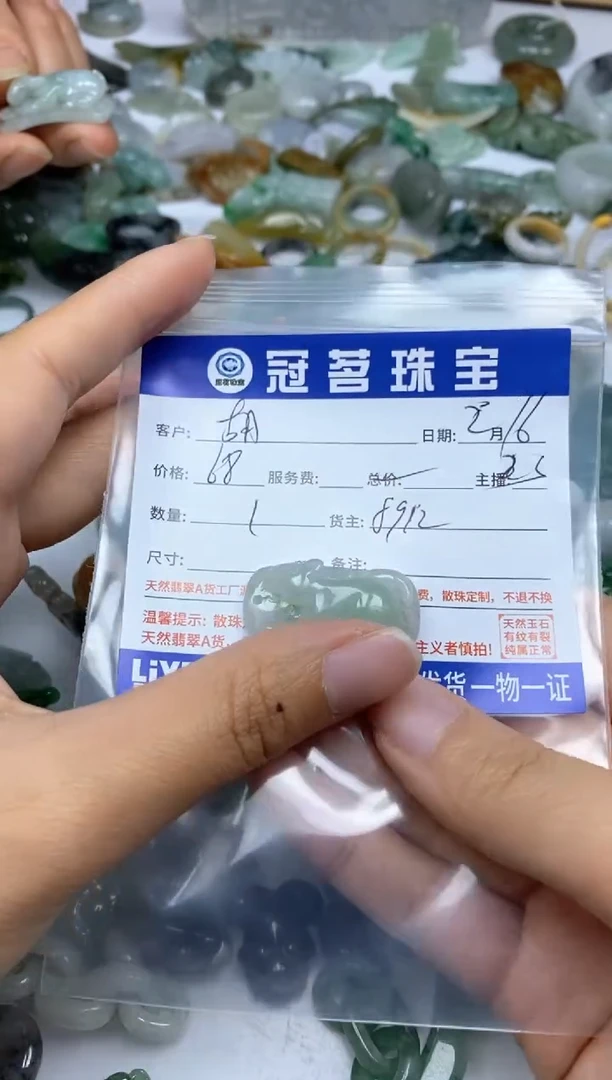 冠茗珠宝
客户: 胡 日期: 2月16
价格: 68 服务费: 总价: 主播
数量: 1 货主: 8912
尺寸: 备注:
天然翡翠A货工厂 费，散珠定制，不退不换
温馨提示: 散珠
天然翡翠A货、 主义者慎拍!
天然玉石
有纹有裂
纯属正常
LiY 发货一物一证